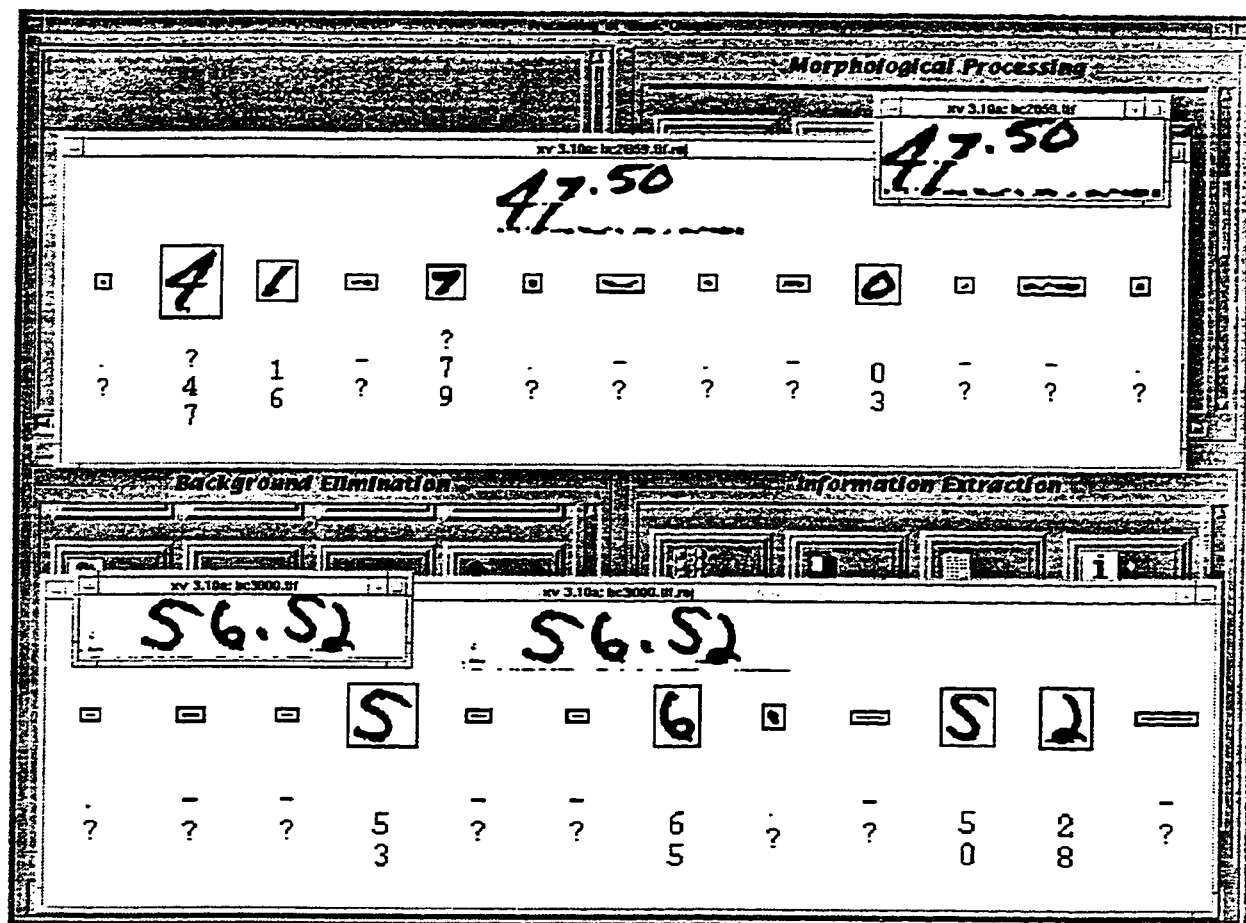 Morphological Processing
xv 3.10a: bc2059.tif
47.50
xv 3.10a: bc2059.tif.roi
47.50
. 4 1 - 7 . - . - 0 . - .
. ? 1 - ? . - . - 0 - - .
? 4 6 ? 7 ? ? ? ? 3 ? ? ?
7 9
Background Elimination
Information Extraction
i
xv 3.10a: bc3000.tif
56.52
xv 3.10a: bc3000.tif.roi
56.52
- - - 5 - - 6 . - 5 2 -
. - - 5 - - 6 . - 5 2 -
? ? ? 3 ? ? 5 ? ? 0 8 ?